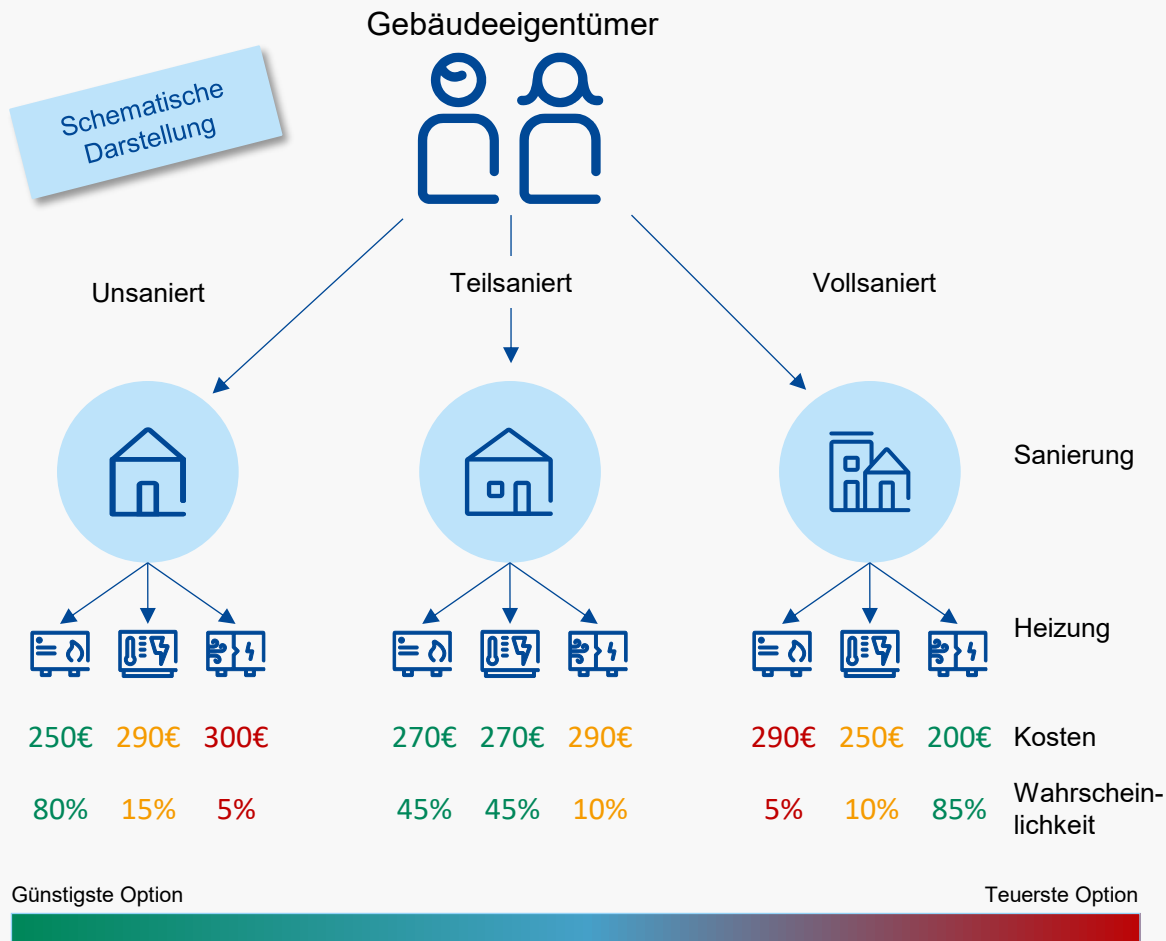 Gebäudeeigentümer
Schematische
Darstellung
Unsaniert
Teilsaniert
Vollsaniert
Sanierung
Heizung
250€ 290€ 300€ 270€ 270€ 290€ 290€ 250€ 200€ Kosten
80% 15% 5% 45% 45% 10% 5% 10% 85% Wahrschein-
lichkeit
Günstigste Option
Teuerste Option